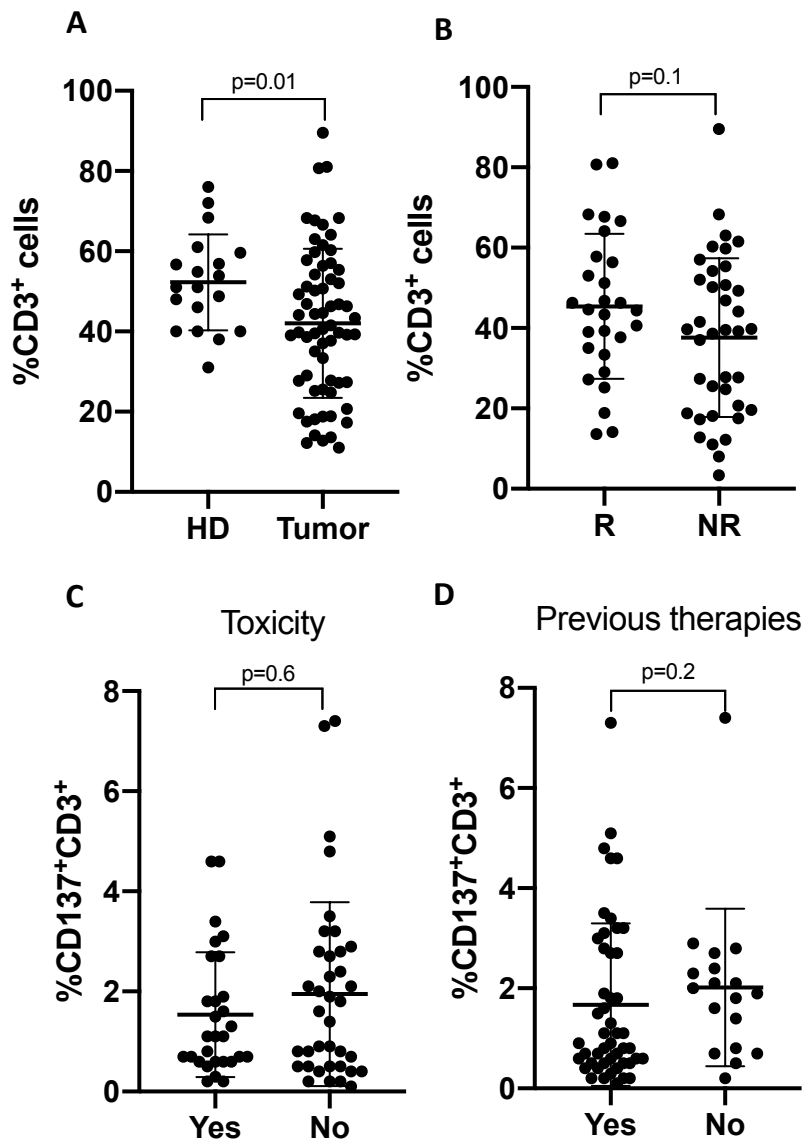 A
p=0.01
100
80
60
40
20
0
%CD3⁺ cells
HD Tumor
B
p=0.1
100
80
60
40
20
0
%CD3⁺ cells
R NR
C
Toxicity
p=0.6
8
6
4
2
0
%CD137⁺CD3⁺
Yes No
D
Previous therapies
p=0.2
8
6
4
2
0
%CD137⁺CD3⁺
Yes No